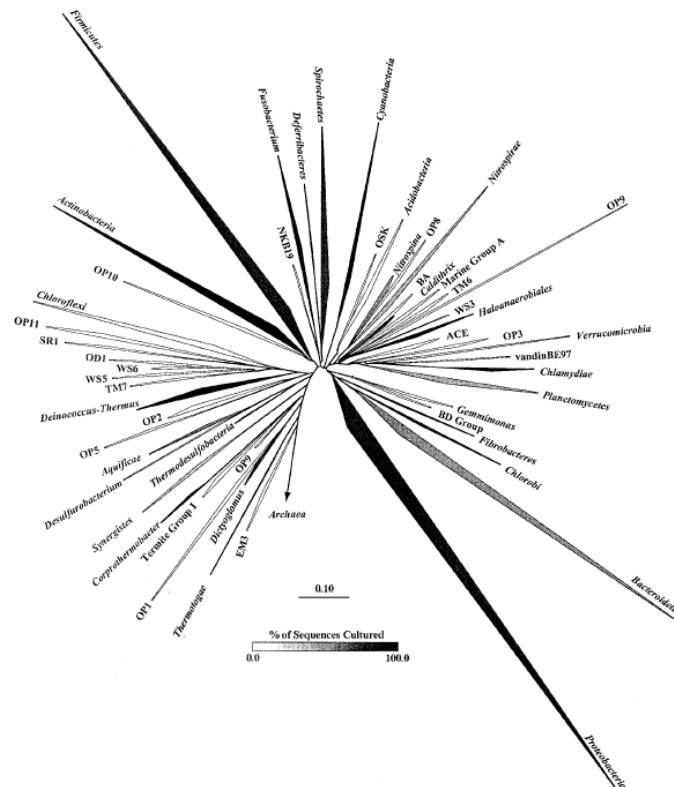 Firmicutes
Actinobacteria
OP10
Chloroflexi
OP11
SR1
OD1
WS6
WS5
TM7
Deinococcus-Thermus
OP2
OP5
Aquificae
Desulfurobacterium
Thermodesulfobacteria
Synergistes
Corprothermobacter
Termite Group I
OP9
OP1
Dictyoglomus
Thermotogae
EM3
Archaea
Fusobacterium
NKB19
Deferribacteres
Spirochaetes
Cyanobacteria
OSK
Acidobacteria
Nitrospina
OP8
Nitrospirae
BA
Caldithrix
Marine Group A
TM6
OP9
WS3
Haloanaerobiales
ACE
OP3
Verrucomicrobia
vandinBE97
Chlamydiae
Planctomycetes
Gemmimonas
BD Group
Fibrobacteres
Chlorobi
Bacteroidete
Proteobacteria
0.10
% of Sequences Cultured
0.0 100.0